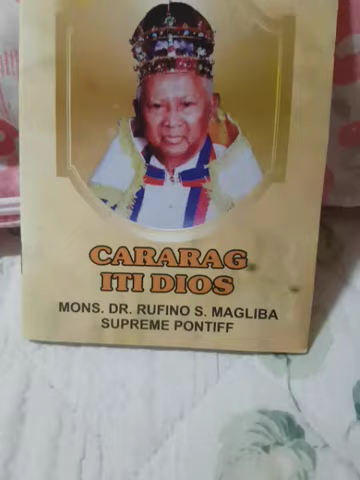 CARARAG
ITI DIOS
MONS. DR. RUFINO S. MAGLIBA
SUPREME PONTIFF